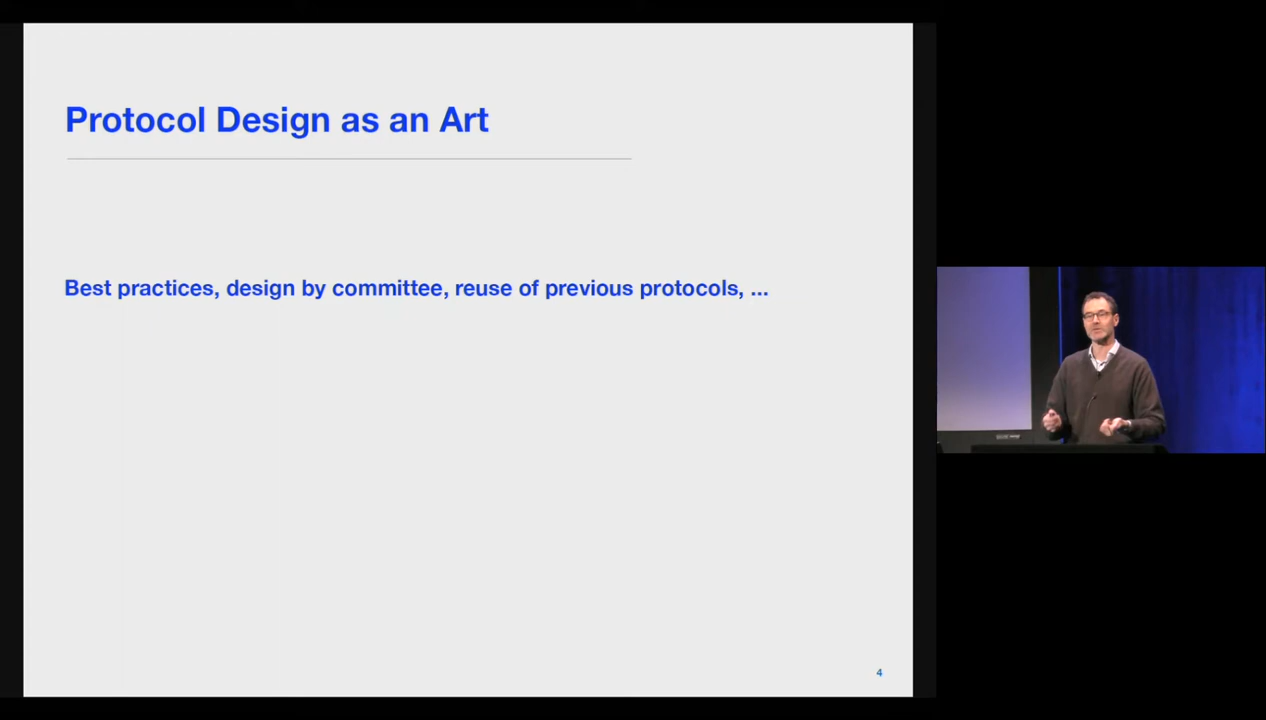 Protocol Design as an Art
Best practices, design by committee, reuse of previous protocols, ...
4